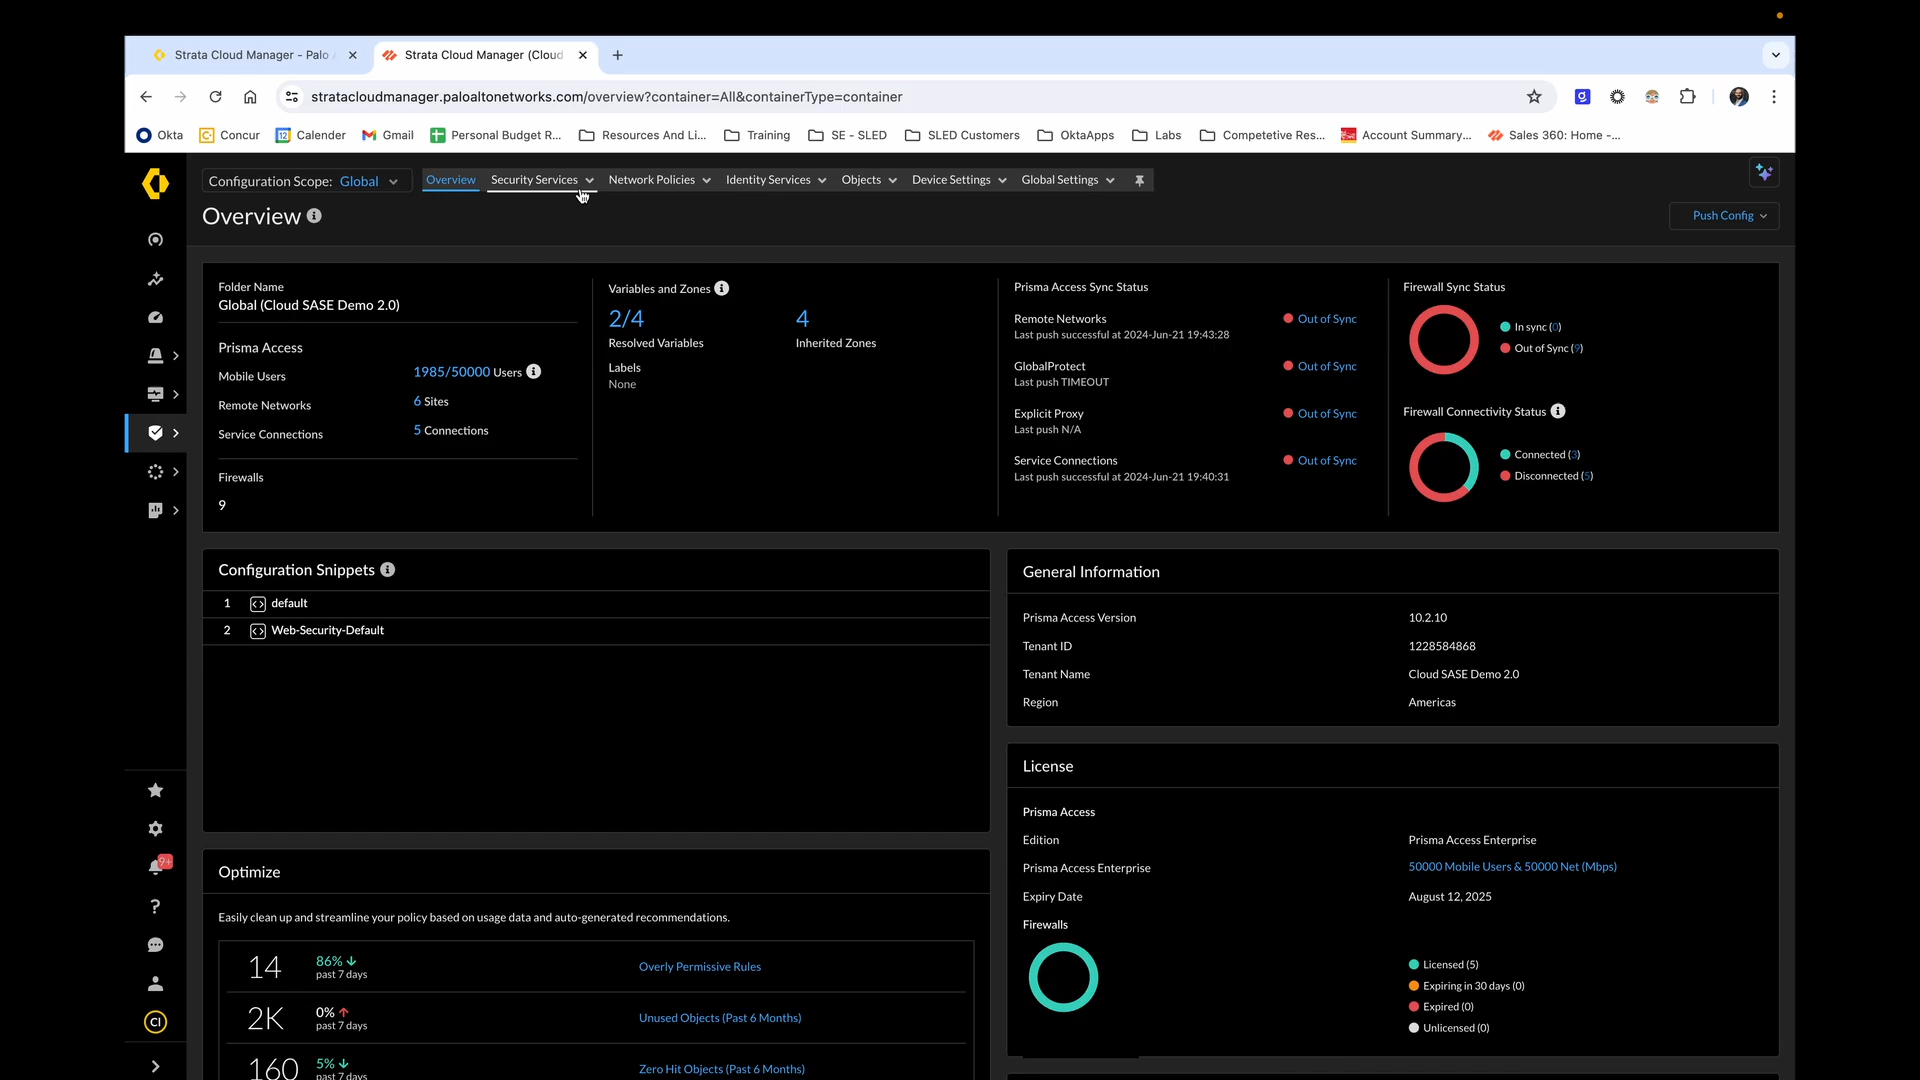 Strata Cloud Manager - Palo
Strata Cloud Manager (Cloud
stratacloudmanager.paloaltonetworks.com/overview?container=All&containerType=container
Okta
Concur
Calender
Gmail
Personal Budget R...
Resources And Li...
Training
SE - SLED
SLED Customers
OktaApps
Labs
Competetive Res...
Account Summary...
Sales 360: Home -...
Configuration Scope: Global
Overview
Security Services
Network Policies
Identity Services
Objects
Device Settings
Global Settings
Overview
Push Config
Folder Name
Global (Cloud SASE Demo 2.0)
Prisma Access
Mobile Users
1985/50000 Users
Remote Networks
6 Sites
Service Connections
5 Connections
Firewalls
9
Variables and Zones
2/4
Resolved Variables
4
Inherited Zones
Labels
None
Prisma Access Sync Status
Remote Networks
Out of Sync
Last push successful at 2024-Jun-21 19:43:28
GlobalProtect
Out of Sync
Last push TIMEOUT
Explicit Proxy
Out of Sync
Last push N/A
Service Connections
Out of Sync
Last push successful at 2024-Jun-21 19:40:31
Firewall Sync Status
In sync (0)
Out of Sync (9)
Firewall Connectivity Status
Connected (3)
Disconnected (5)
Configuration Snippets
1 default
2 Web-Security-Default
General Information
Prisma Access Version
10.2.10
Tenant ID
1228584868
Tenant Name
Cloud SASE Demo 2.0
Region
Americas
License
Prisma Access
Edition
Prisma Access Enterprise
Prisma Access Enterprise
50000 Mobile Users & 50000 Net (Mbps)
Expiry Date
August 12, 2025
Firewalls
Licensed (5)
Expiring in 30 days (0)
Expired (0)
Unlicensed (0)
Optimize
Easily clean up and streamline your policy based on usage data and auto-generated recommendations.
14
86%
past 7 days
Overly Permissive Rules
2K
0%
past 7 days
Unused Objects (Past 6 Months)
160
5%
past 7 days
Zero Hit Objects (Past 6 Months)
9+
CI